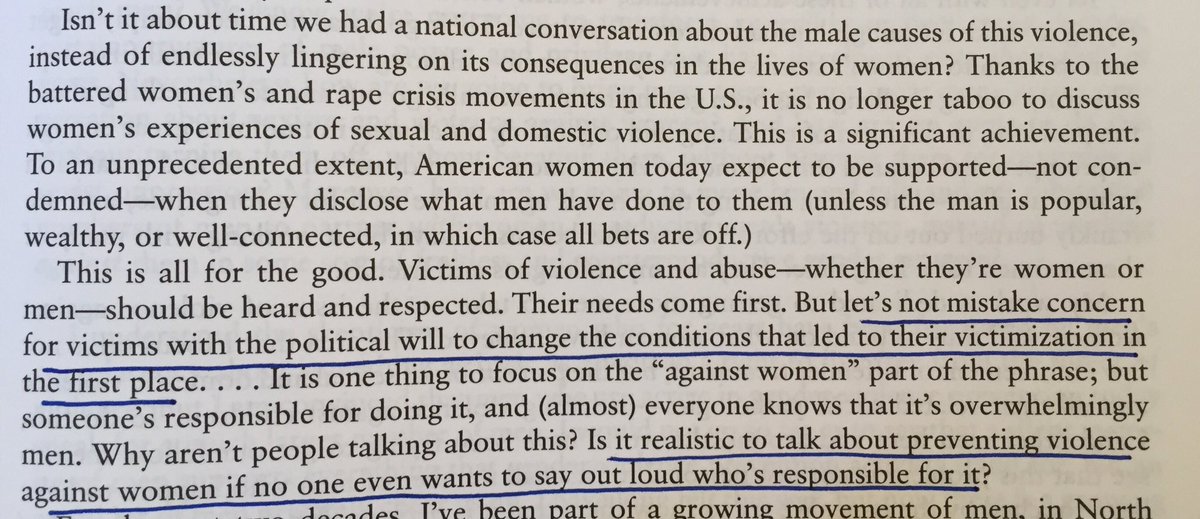 Isn't it about time we had a national conversation about the male causes of this violence,
instead of endlessly lingering on its consequences in the lives of women? Thanks to the
battered women's and rape crisis movements in the U.S., it is no longer taboo to discuss
women's experiences of sexual and domestic violence. This is a significant achievement.
To an unprecedented extent, American women today expect to be supported—not con-
demned—when they disclose what men have done to them (unless the man is popular,
wealthy, or well-connected, in which case all bets are off.)
This is all for the good. Victims of violence and abuse—whether they're women or
men—should be heard and respected. Their needs come first. But let's not mistake concern
for victims with the political will to change the conditions that led to their victimization in
the first place. It is one thing to focus on the "against women" part of the phrase; but
someone's responsible for doing it, and (almost) everyone knows that it's overwhelmingly
men. Why aren't people talking about this? Is it realistic to talk about preventing violence
against women if no one even wants to say out loud who's responsible for it?
decades, I've been part of a growing movement of men, in North